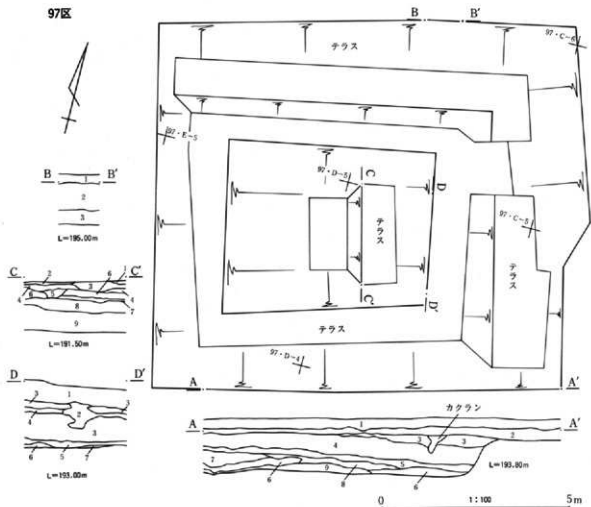 97区
B B'
テラス
97・C-6
97・E-5
B B'
1
2
3
L=195.00m
C
97・D-5
D
テラス
97・C-5
テラス
C C'
2 6 1
3
4 6 5 4
8 7
9
L=191.50m
C'
D'
テラス
97・D-4
D D'
1
3 2 3
4
3
6 5 7
L=193.00m
A A'
カクラン
A A'
1
2
3 3
4
7 5
6 9 8 6
L=193.80m
0 1:100 5m